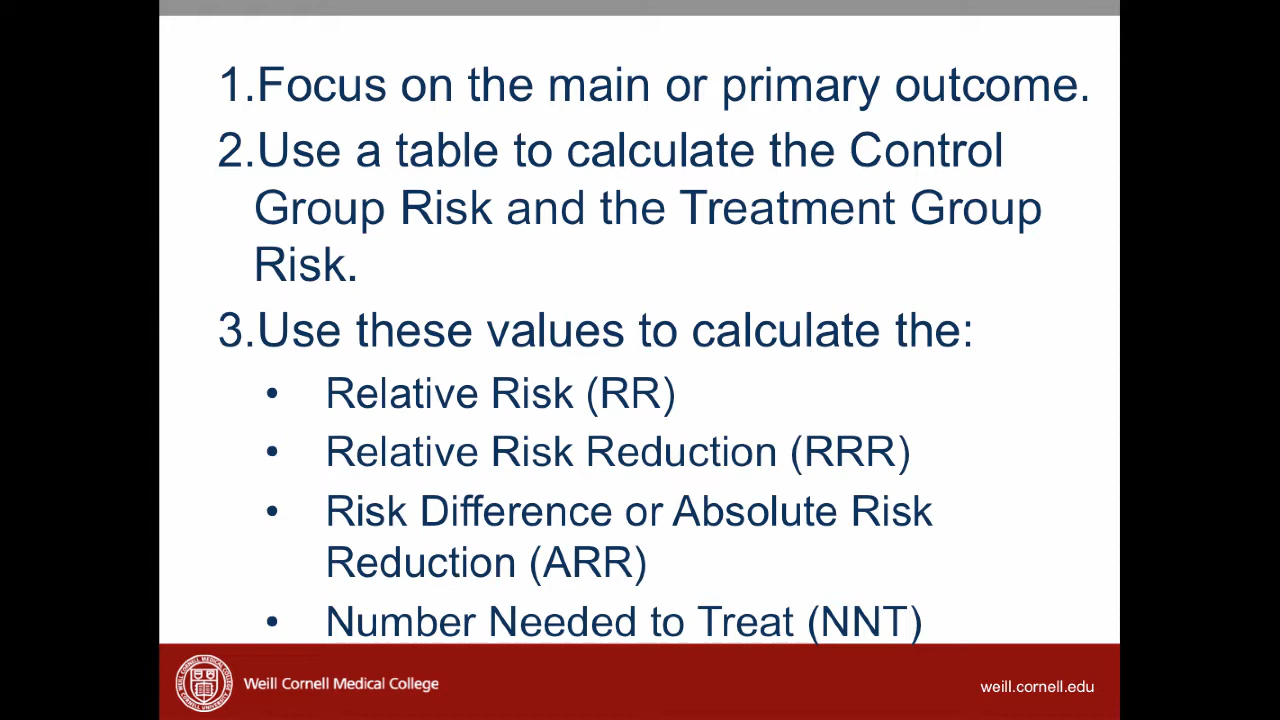 1.Focus on the main or primary outcome.
2.Use a table to calculate the Control
Group Risk and the Treatment Group
Risk.
3.Use these values to calculate the:
• Relative Risk (RR)
• Relative Risk Reduction (RRR)
• Risk Difference or Absolute Risk
Reduction (ARR)
• Number Needed to Treat (NNT)
Weill Cornell Medical College
weill.cornell.edu